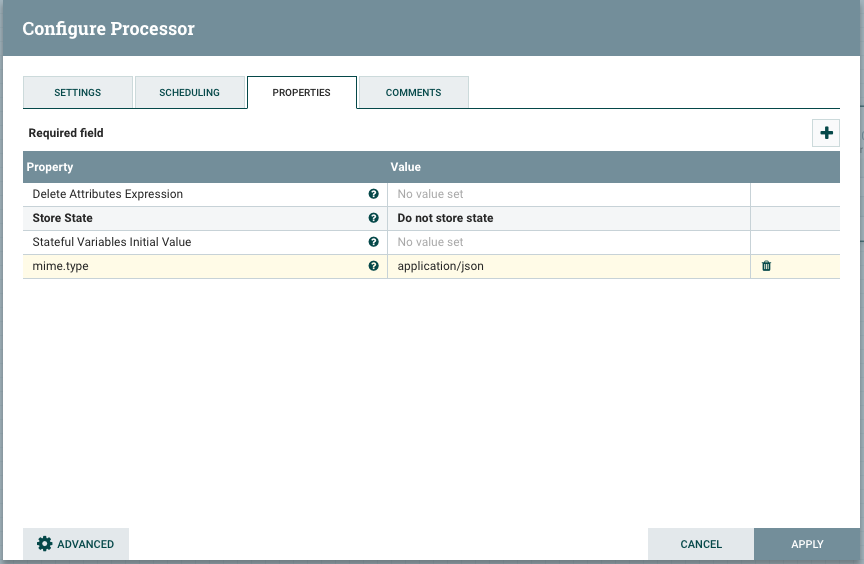 Configure Processor
SETTINGS SCHEDULING PROPERTIES COMMENTS
Required field
Property Value
Delete Attributes Expression No value set
Store State Do not store state
Stateful Variables Initial Value No value set
mime.type application/json
ADVANCED CANCEL APPLY